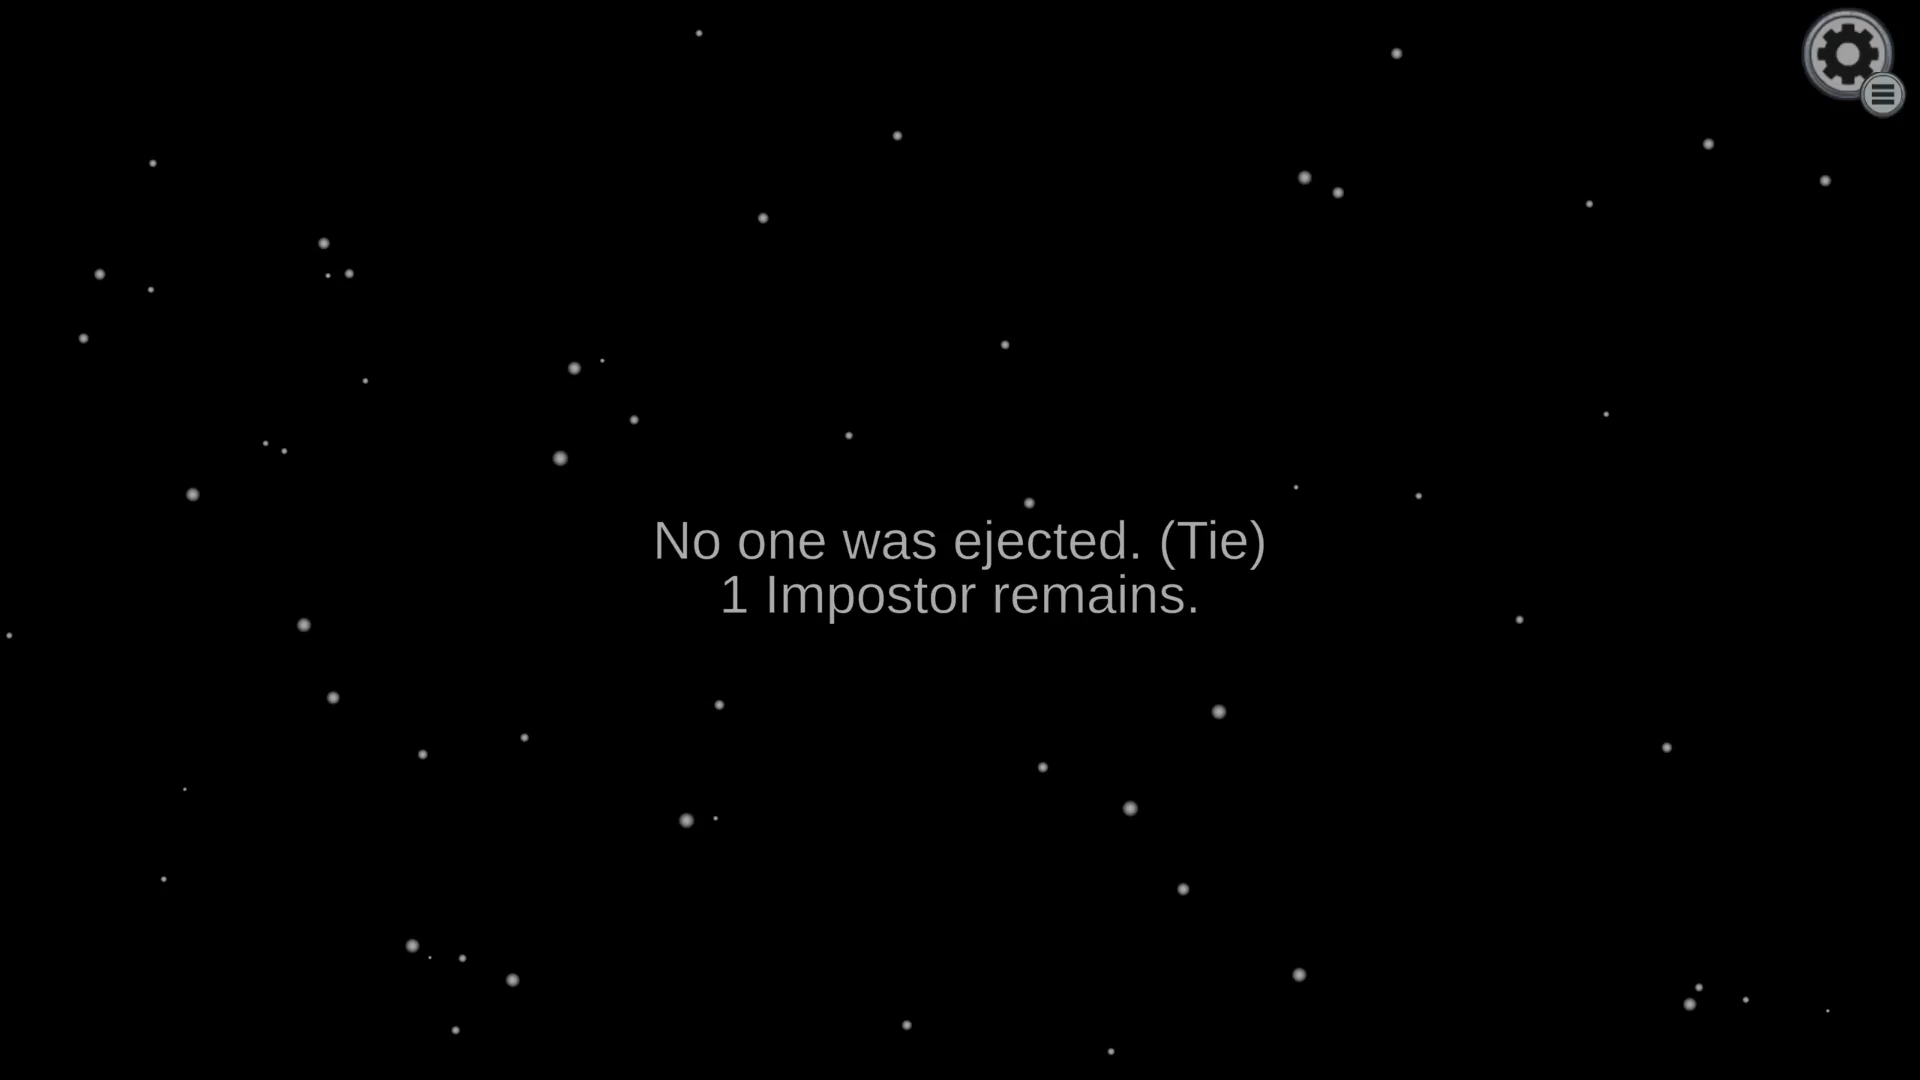 No one was ejected. (Tie)
1 Impostor remains.